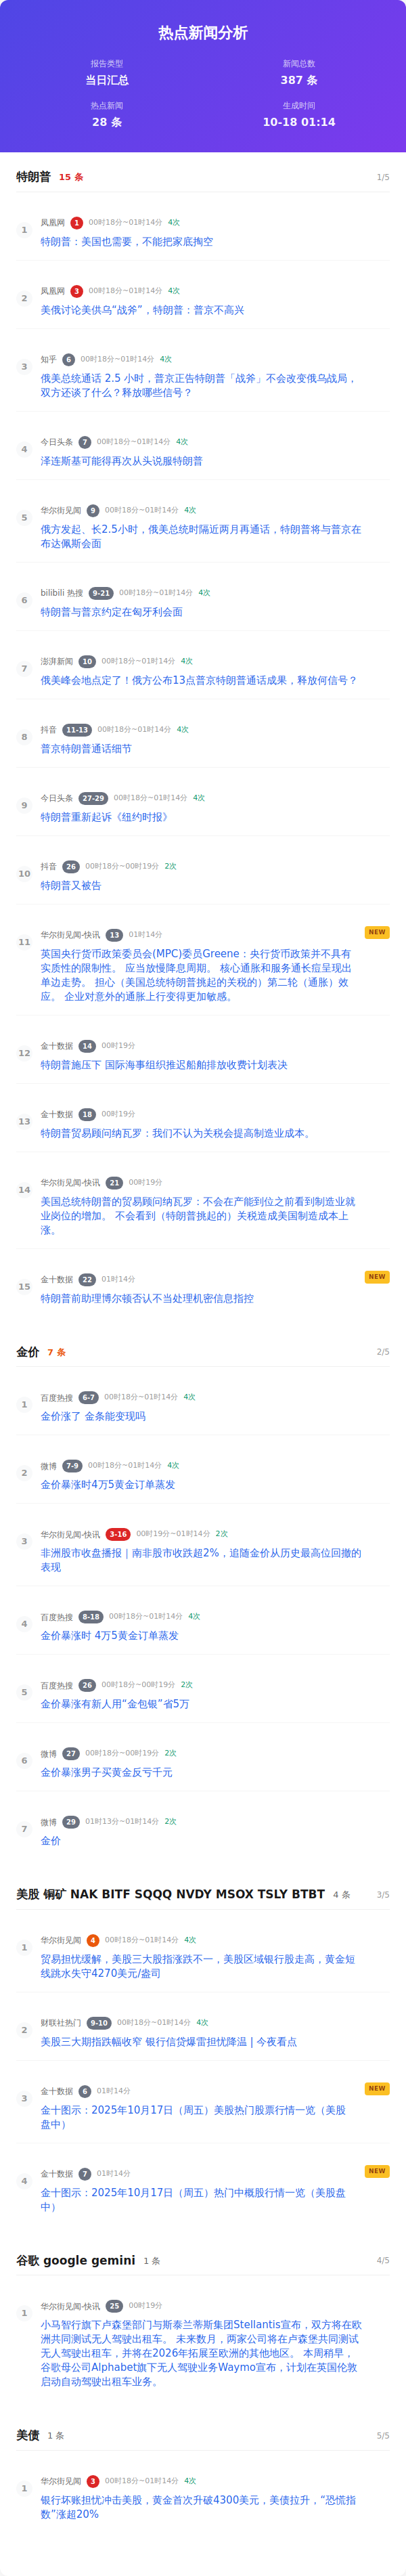 热点新闻分析
报告类型
当日汇总
新闻总数
387 条
热点新闻
28 条
生成时间
10-18 01:14
特朗普 15 条 1/5
1
凤凰网 1 00时18分~01时14分 4次
特朗普：美国也需要，不能把家底掏空
2
凤凰网 3 00时18分~01时14分 4次
美俄讨论美供乌“战斧”，特朗普：普京不高兴
3
知乎 6 00时18分~01时14分 4次
俄美总统通话 2.5 小时，普京正告特朗普「战斧」不会改变俄乌战局，
双方还谈了什么？释放哪些信号？
4
今日头条 7 00时18分~01时14分 4次
泽连斯基可能得再次从头说服特朗普
5
华尔街见闻 9 00时18分~01时14分 4次
俄方发起、长2.5小时，俄美总统时隔近两月再通话，特朗普将与普京在
布达佩斯会面
6
bilibili 热搜 9-21 00时18分~01时14分 4次
特朗普与普京约定在匈牙利会面
7
澎湃新闻 10 00时18分~01时14分 4次
俄美峰会地点定了！俄方公布13点普京特朗普通话成果，释放何信号？
8
抖音 11-13 00时18分~01时14分 4次
普京特朗普通话细节
9
今日头条 27-29 00时18分~01时14分 4次
特朗普重新起诉《纽约时报》
10
抖音 26 00时18分~00时19分 2次
特朗普又被告
11
华尔街见闻-快讯 13 01时14分 NEW
英国央行货币政策委员会(MPC)委员Greene：央行货币政策并不具有
实质性的限制性。 应当放慢降息周期。 核心通胀和服务通长痘呈现出
单边走势。 担心（美国总统特朗普挑起的关税的）第二轮（通胀）效
应。 企业对意外的通胀上行变得更加敏感。
12
金十数据 14 00时19分
特朗普施压下 国际海事组织推迟船舶排放收费计划表决
13
金十数据 18 00时19分
特朗普贸易顾问纳瓦罗：我们不认为关税会提高制造业成本。
14
华尔街见闻-快讯 21 00时19分
美国总统特朗普的贸易顾问纳瓦罗：不会在产能到位之前看到制造业就
业岗位的增加。 不会看到（特朗普挑起的）关税造成美国制造成本上
涨。
15
金十数据 22 01时14分 NEW
特朗普前助理博尔顿否认不当处理机密信息指控
金价 7 条 2/5
1
百度热搜 6-7 00时18分~01时14分 4次
金价涨了 金条能变现吗
2
微博 7-9 00时18分~01时14分 4次
金价暴涨时4万5黄金订单蒸发
3
华尔街见闻-快讯 3-16 00时19分~01时14分 2次
非洲股市收盘播报｜南非股市收跌超2%，追随金价从历史最高位回撤的
表现
4
百度热搜 8-18 00时18分~01时14分 4次
金价暴涨时 4万5黄金订单蒸发
5
百度热搜 26 00时18分~00时19分 2次
金价暴涨有新人用“金包银”省5万
6
微博 27 00时18分~00时19分 2次
金价暴涨男子买黄金反亏千元
7
微博 29 01时13分~01时14分 2次
金价
美股 铜矿 NAK BITF SQQQ NVDY MSOX TSLY BTBT 4 条 3/5
1
华尔街见闻 4 00时18分~01时14分 4次
贸易担忧缓解，美股三大股指涨跌不一，美股区域银行股走高，黄金短
线跳水失守4270美元/盎司
2
财联社热门 9-10 00时18分~01时14分 4次
美股三大期指跌幅收窄 银行信贷爆雷担忧降温 | 今夜看点
3
金十数据 6 01时14分 NEW
金十图示：2025年10月17日（周五）美股热门股票行情一览（美股
盘中）
4
金十数据 7 01时14分 NEW
金十图示：2025年10月17日（周五）热门中概股行情一览（美股盘
中）
谷歌 google gemini 1 条 4/5
1
华尔街见闻-快讯 25 00时19分
小马智行旗下卢森堡部门与斯泰兰蒂斯集团Stellantis宣布，双方将在欧
洲共同测试无人驾驶出租车。 未来数月，两家公司将在卢森堡共同测试
无人驾驶出租车，并将在2026年拓展至欧洲的其他地区。 本周稍早，
谷歌母公司Alphabet旗下无人驾驶业务Waymo宣布，计划在英国伦敦
启动自动驾驶出租车业务。
美债 1 条 5/5
1
华尔街见闻 3 00时18分~01时14分 4次
银行坏账担忧冲击美股，黄金首次升破4300美元，美债拉升，“恐慌指
数”涨超20%